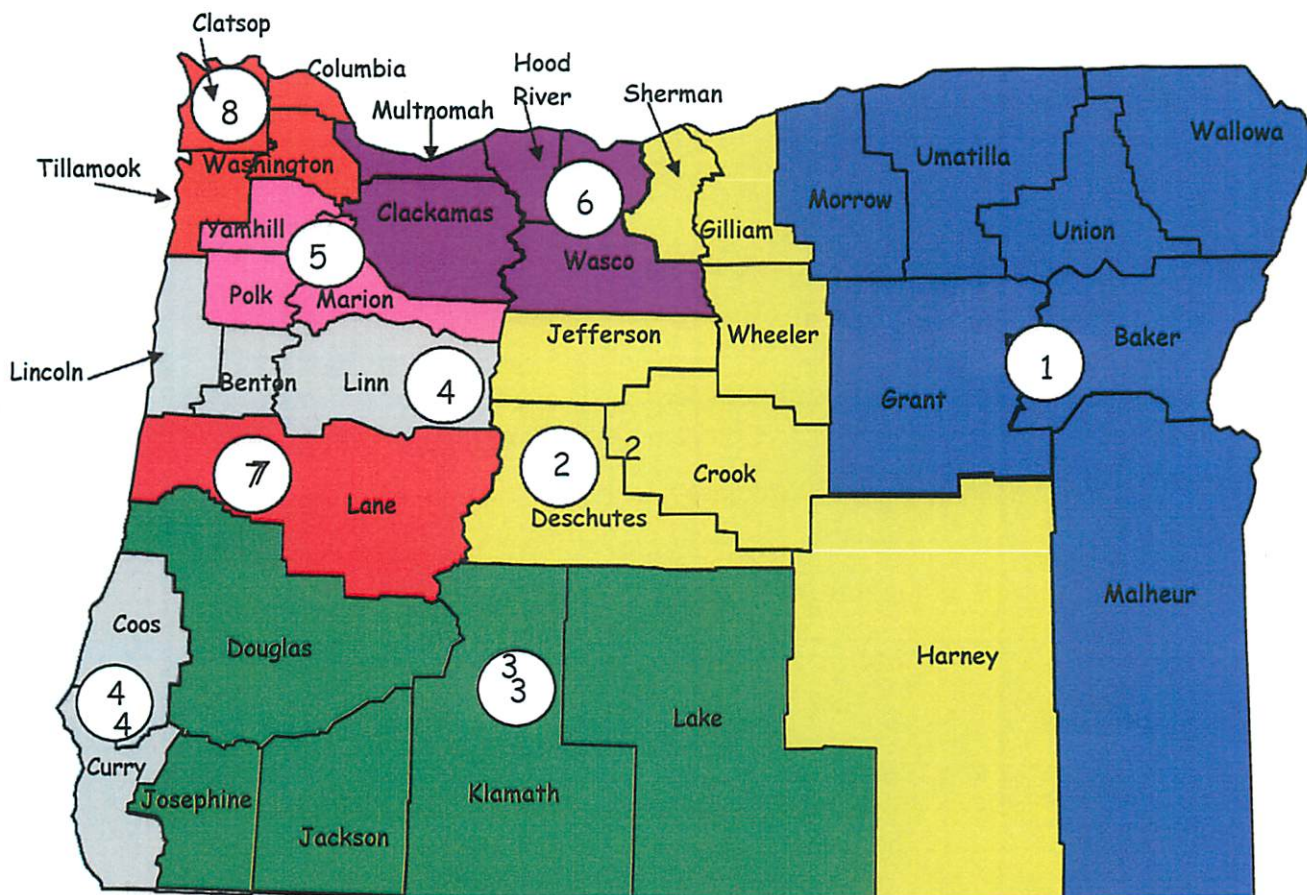 Clatsop
Columbia
Hood
River
Sherman
Multnomah
8
Tillamook
Washington
Umatilla
Wallowa
6
Morrow
Clackamas
Yamhill
Gilliam
Union
5
Wasco
Polk
Marion
Jefferson
Wheeler
Baker
1
Lincoln
Benton
Linn
4
Grant
2
2
Crook
77
Lane
Deschutes
Malheur
Coos
Douglas
Harney
3
3
4
4
Lake
Curry
Josephine
Klamath
Jackson